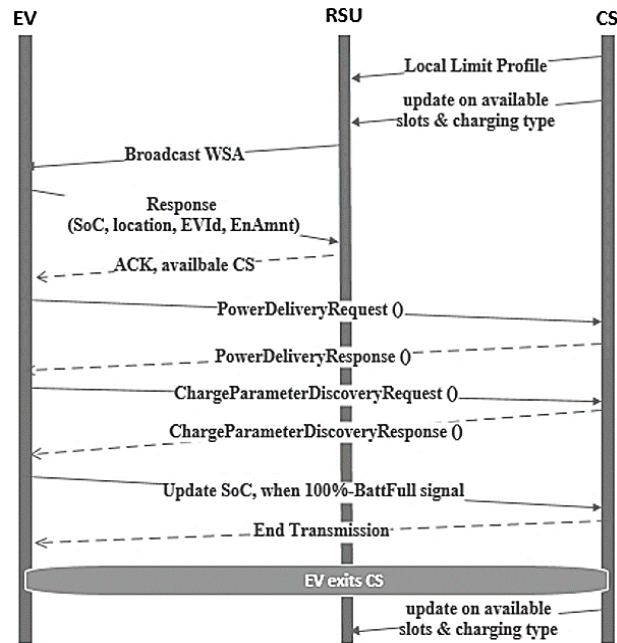 EV RSU CS
Local Limit Profile
update on available
slots & charging type
Broadcast WSA
Response
(SoC, location, EVId, EnAmnt)
ACK, availbale CS
PowerDeliveryRequest ()
PowerDeliveryResponse ()
ChargeParameterDiscoveryRequest ()
ChargeParameterDiscoveryResponse ()
Update SoC, when 100%-BattFull signal
End Transmission
EV exits CS
update on available
slots & charging type